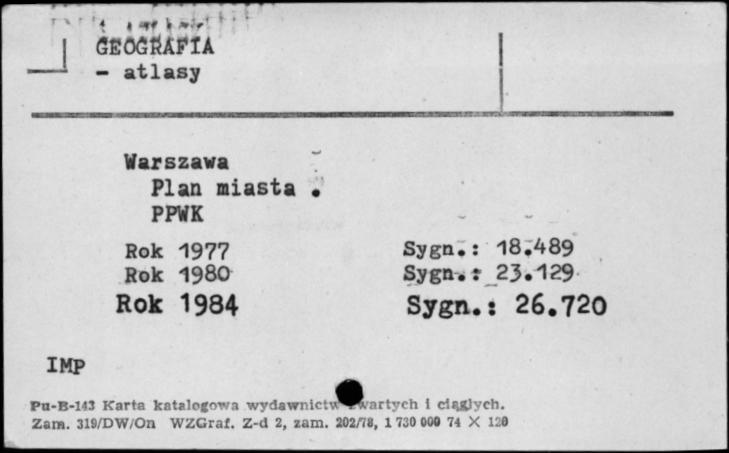 GEOGRAFIA
- atlasy
Warszawa
Plan miasta .
PPWK
Rok 1977 Sygn.: 18.489
Rok 1980 Sygn.: 23.129
Rok 1984 Sygn.: 26.720
IMP
Pu-B-143 Karta katalogowa wydawnictw zwartych i ciągłych.
Zam. 319/DW/On WZGraf. Z-d 2, zam. 202/78, 1 730 000 74 X 120